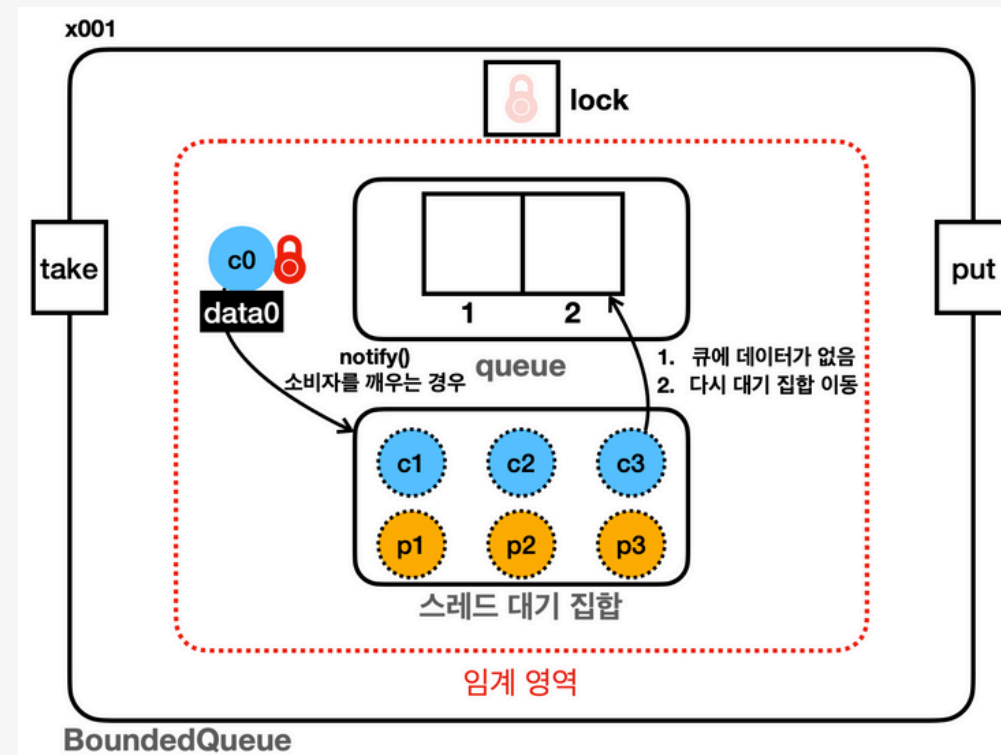 x001
lock
take
c0
data0
put
1 2
queue
notify()
소비자를 깨우는 경우
1. 큐에 데이터가 없음
2. 다시 대기 집합 이동
c1 c2 c3
p1 p2 p3
스레드 대기 집합
임계 영역
BoundedQueue